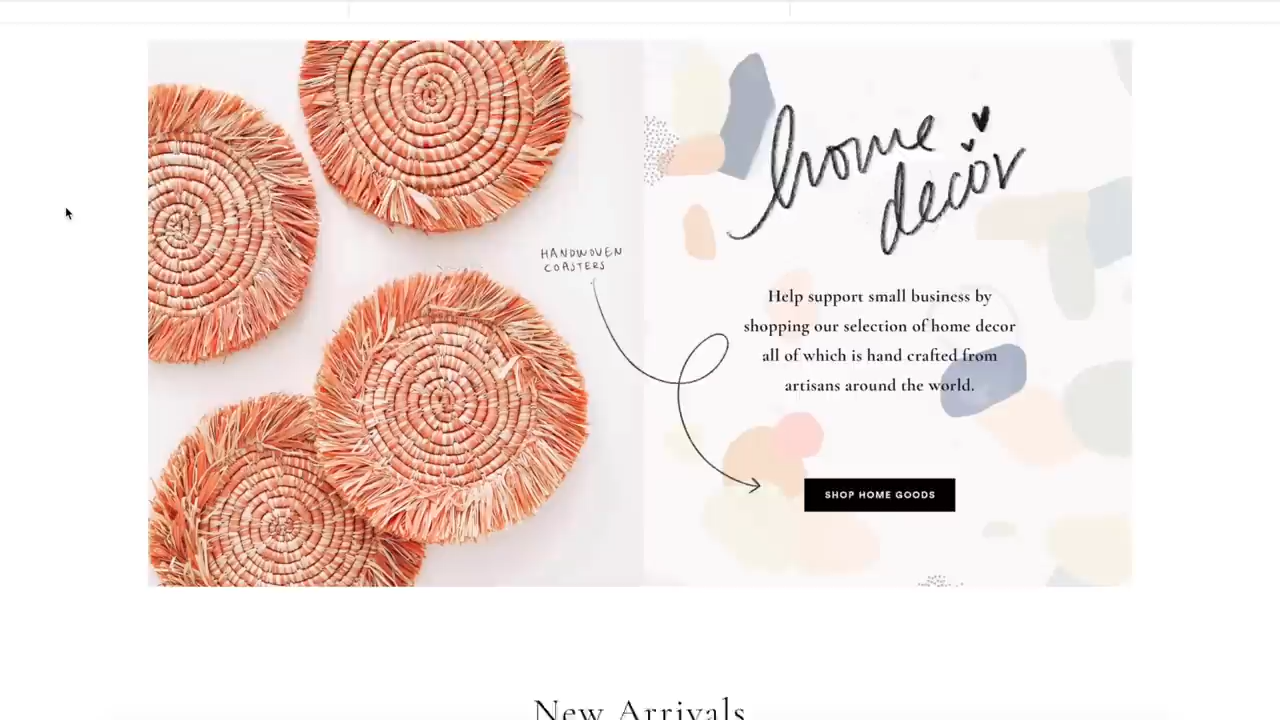 home
decor
HANDWOVEN
COASTERS
Help support small business by
shopping our selection of home decor
all of which is hand crafted from
artisans around the world.
SHOP HOME GOODS
New Arrivals